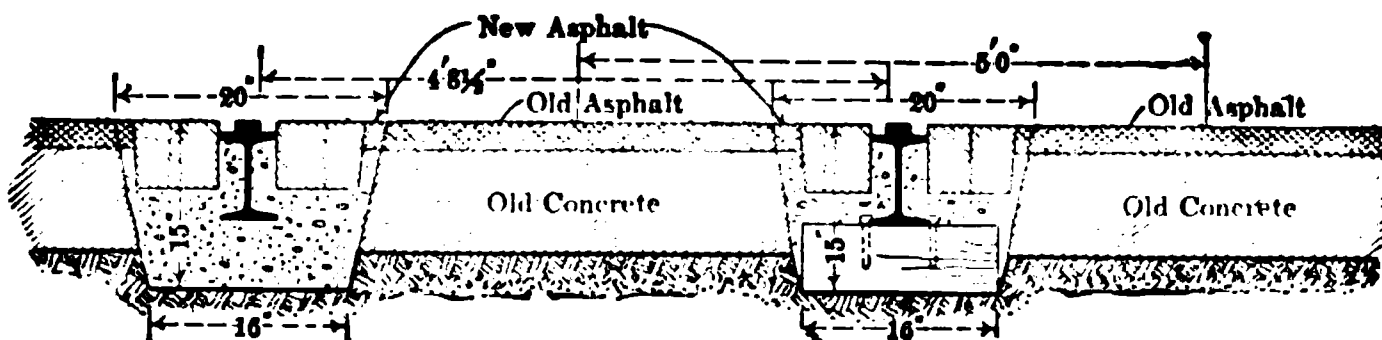 New Asphalt
4'8½"
5'0"
20"
20"
Old Asphalt
Old Asphalt
Old Concrete
Old Concrete
15"
15"
16"
16"